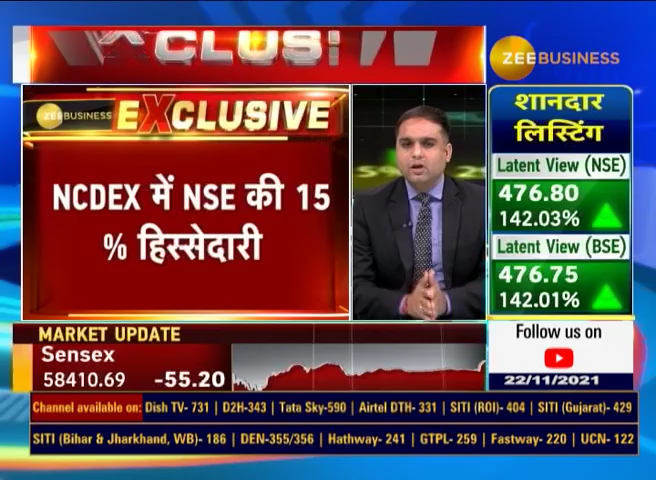 XCLUSI
ZEEBUSINESS
ZEEBUSINESS EXCLUSIVE
NCDEX में NSE की 15
% हिस्सेदारी
शानदार
लिस्टिंग
Latent View (NSE)
476.80
142.03%
Latent View (BSE)
476.75
142.01%
MARKET UPDATE
Sensex
58410.69 -55.20
Follow us on
22/11/2021
Channel available on: Dish TV- 731 | D2H-343 | Tata Sky-590 | Airtel DTH- 331 | SITI (ROI)- 404 | SITI (Gujarat)- 429
SITI (Bihar & Jharkhand, WB)- 186 | DEN-355/356 | Hathway- 241 | GTPL- 259 | Fastway- 220 | UCN- 122